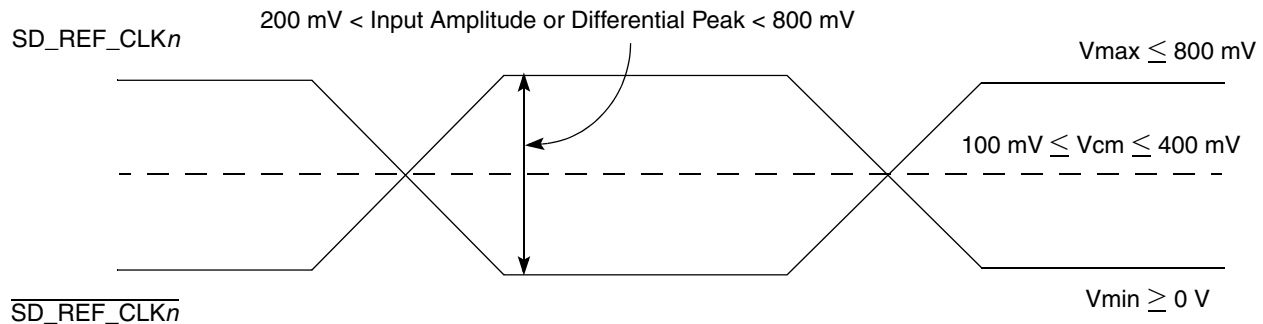 200 mV < Input Amplitude or Differential Peak < 800 mV
SD_REF_CLKn
Vmax ≤ 800 mV
100 mV ≤ Vcm ≤ 400 mV
Vmin ≥ 0 V
SD_REF_CLKn